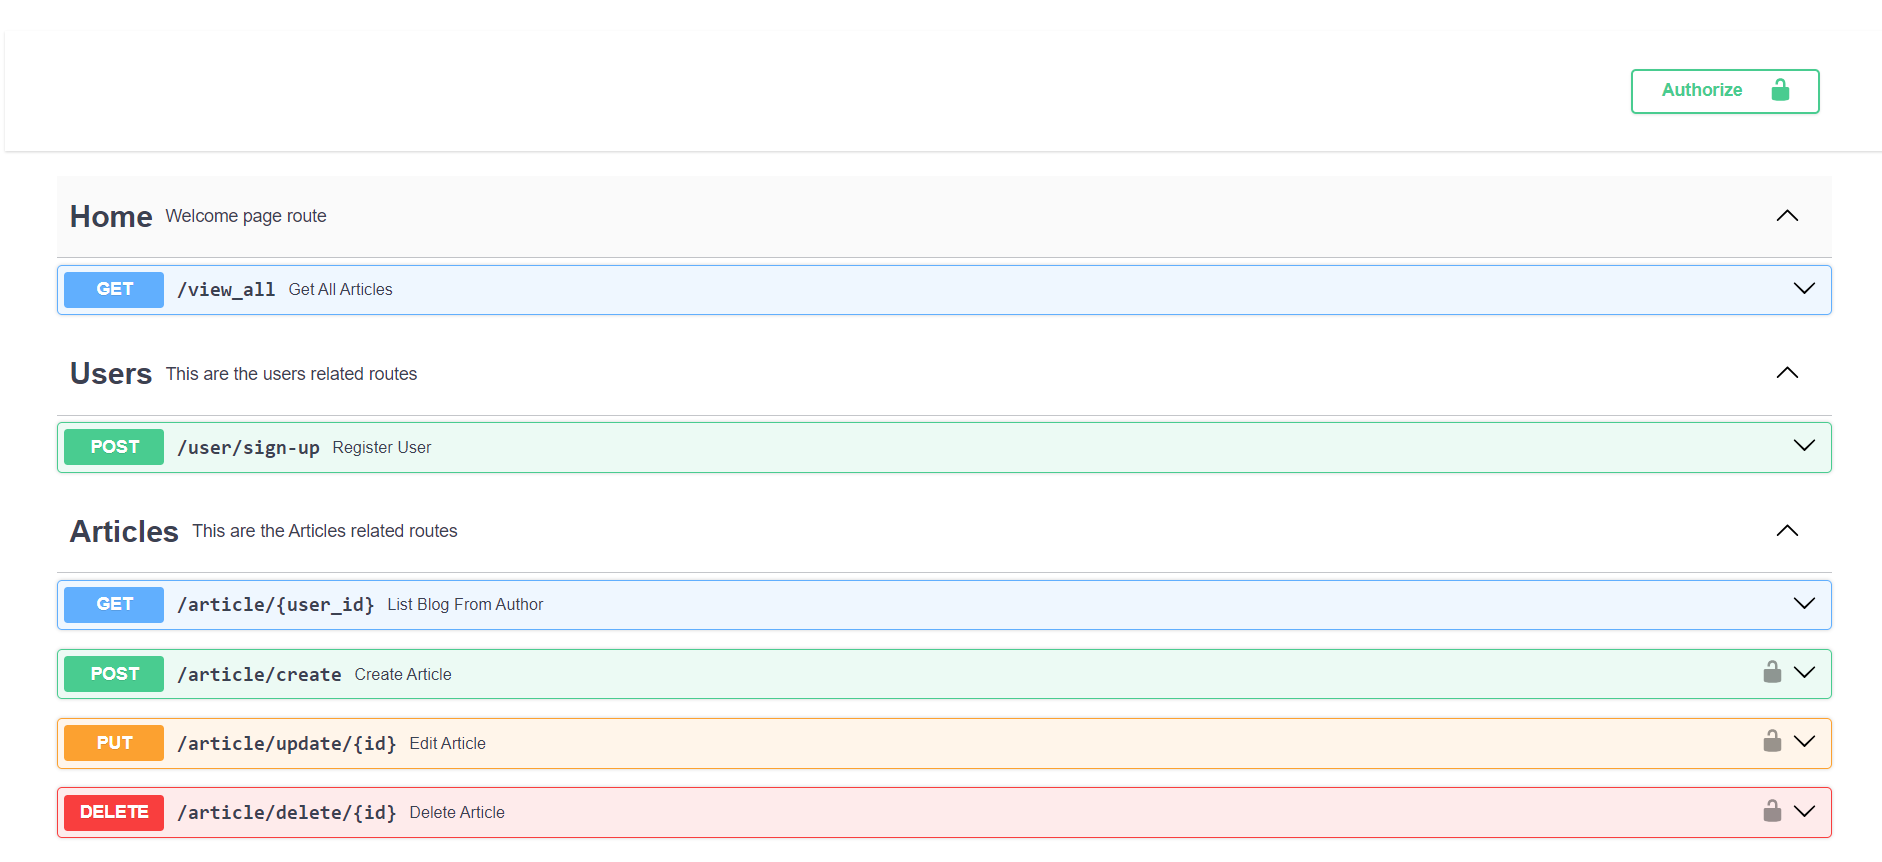 Authorize
Home Welcome page route
GET /view_all Get All Articles
Users This are the users related routes
POST /user/sign-up Register User
Articles This are the Articles related routes
GET /article/{user_id} List Blog From Author
POST /article/create Create Article
PUT /article/update/{id} Edit Article
DELETE /article/delete/{id} Delete Article